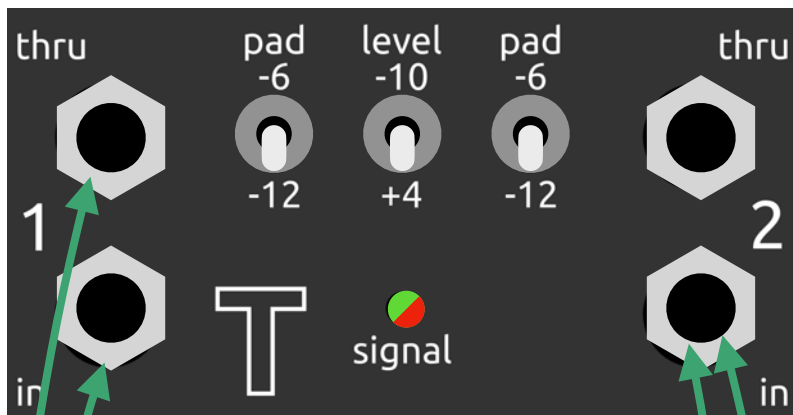 thru
pad
level
pad
thru
-6
-10
-6
-12
+4
-12
1
2
T
signal
in
in